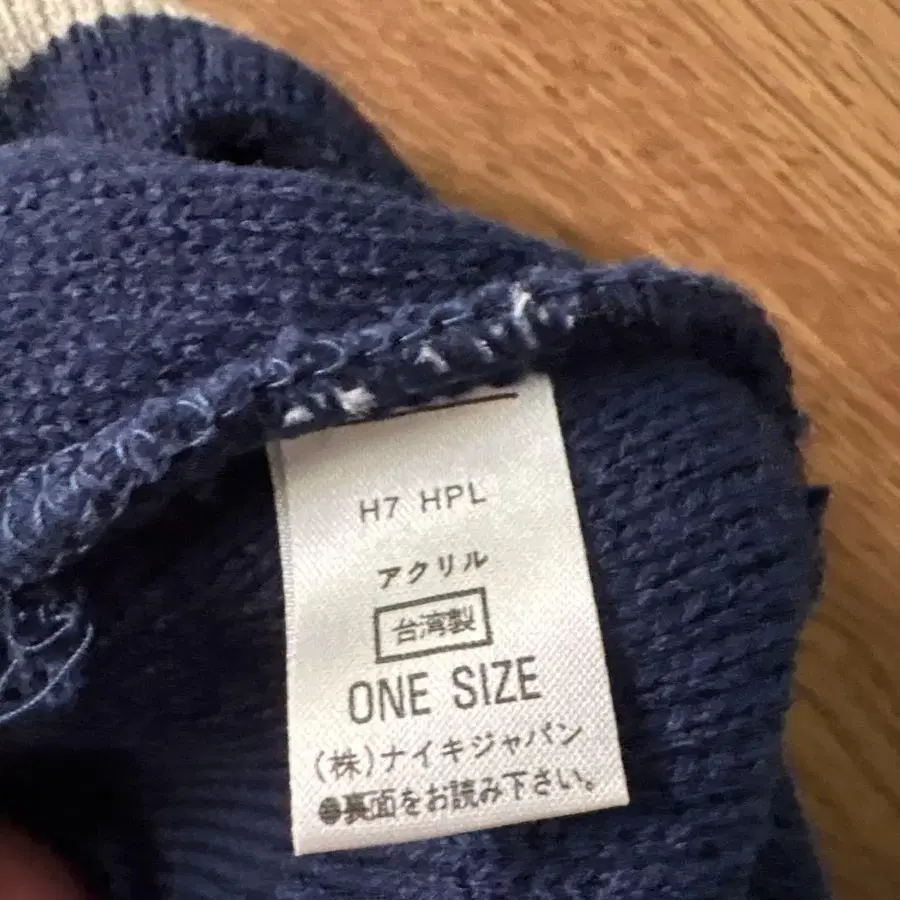 H7 HPL
アクリル
台湾製
ONE SIZE
(株)ナイキジャパン
●裏面をお読み下さい。